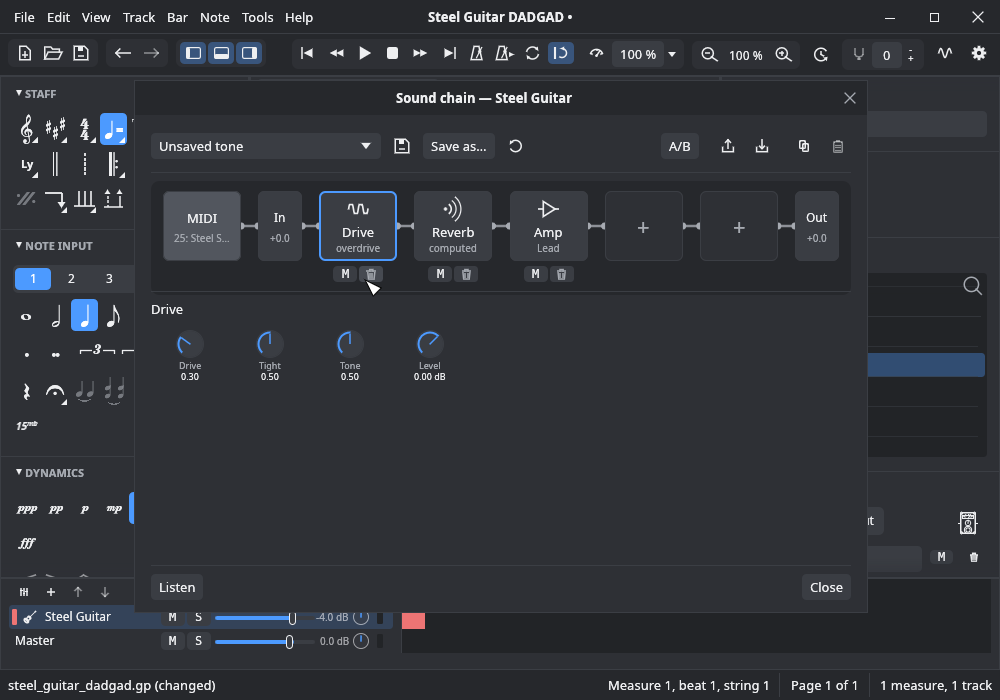 File Edit View Track Bar Note Tools Help
Steel Guitar DADGAD •
100 %
100 %
0
STAFF
Sound chain — Steel Guitar
Unsaved tone
Save as...
A/B
Ly
MIDI
25: Steel S...
In
+0.0
Drive
overdrive
Reverb
computed
Amp
Lead
+
+
Out
+0.0
M
M
M
NOTE INPUT
1 2 3
Drive
Drive
0.30
Tight
0.50
Tone
0.50
Level
0.00 dB
3
15mb
DYNAMICS
ppp pp p mp
fff
M
Listen
Close
Steel Guitar M S -4.0 dB
Master M S 0.0 dB
steel_guitar_dadgad.gp (changed)
Measure 1, beat 1, string 1
Page 1 of 1
1 measure, 1 track